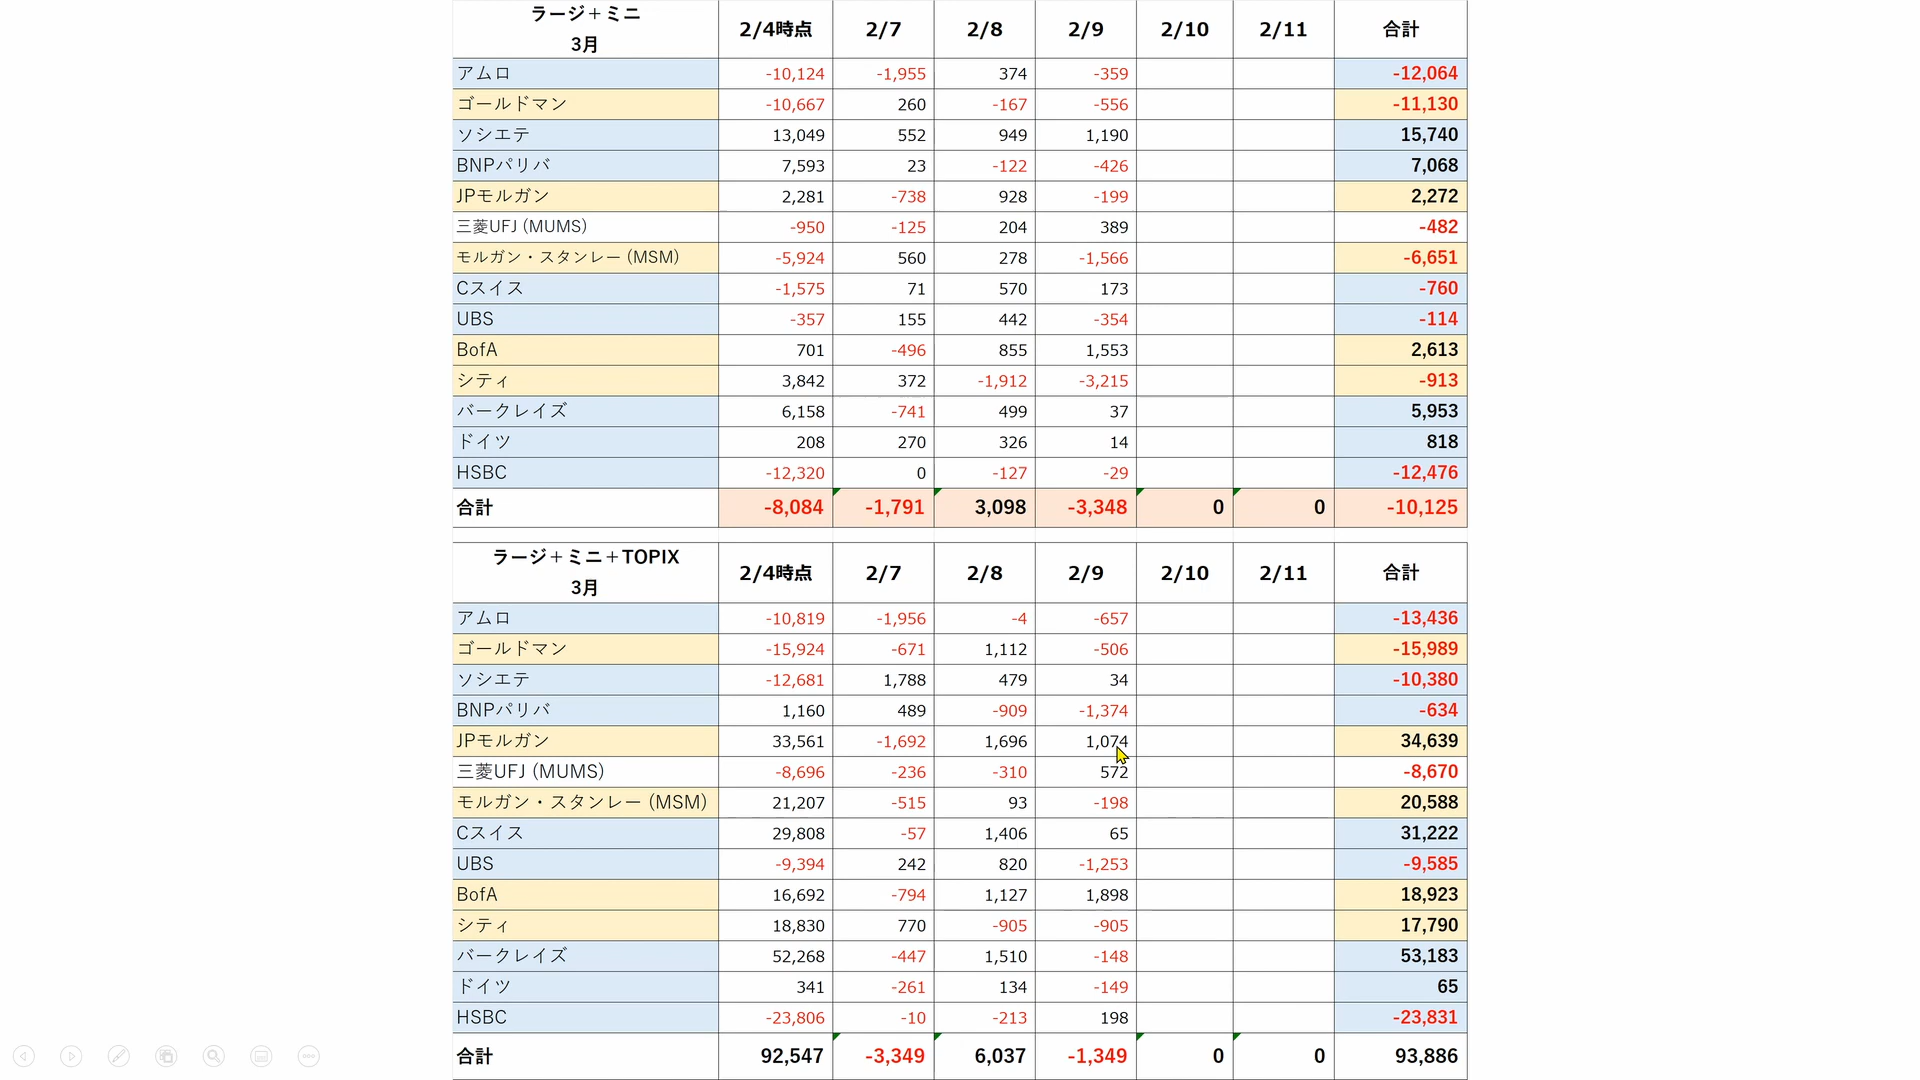 ラージ＋ミニ
3月
2/4時点 2/7 2/8 2/9 2/10 2/11 合計
アムロ -10,124 -1,955 374 -359 -12,064
ゴールドマン -10,667 260 -167 -556 -11,130
ソシエテ 13,049 552 949 1,190 15,740
BNPパリバ 7,593 23 -122 -426 7,068
JPモルガン 2,281 -738 928 -199 2,272
三菱UFJ (MUMS) -950 -125 204 389 -482
モルガン・スタンレー (MSM) -5,924 560 278 -1,566 -6,651
Cスイス -1,575 71 570 173 -760
UBS -357 155 442 -354 -114
BofA 701 -496 855 1,553 2,613
シティ 3,842 372 -1,912 -3,215 -913
バークレイズ 6,158 -741 499 37 5,953
ドイツ 208 270 326 14 818
HSBC -12,320 0 -127 -29 -12,476
合計 -8,084 -1,791 3,098 -3,348 0 0 -10,125
ラージ＋ミニ＋TOPIX
3月
2/4時点 2/7 2/8 2/9 2/10 2/11 合計
アムロ -10,819 -1,956 -4 -657 -13,436
ゴールドマン -15,924 -671 1,112 -506 -15,989
ソシエテ -12,681 1,788 479 34 -10,380
BNPパリバ 1,160 489 -909 -1,374 -634
JPモルガン 33,561 -1,692 1,696 1,074 34,639
三菱UFJ (MUMS) -8,696 -236 -310 572 -8,670
モルガン・スタンレー (MSM) 21,207 -515 93 -198 20,588
Cスイス 29,808 -57 1,406 65 31,222
UBS -9,394 242 820 -1,253 -9,585
BofA 16,692 -794 1,127 1,898 18,923
シティ 18,830 770 -905 -905 17,790
バークレイズ 52,268 -447 1,510 -148 53,183
ドイツ 341 -261 134 -149 65
HSBC -23,806 -10 -213 198 -23,831
合計 92,547 -3,349 6,037 -1,349 0 0 93,886